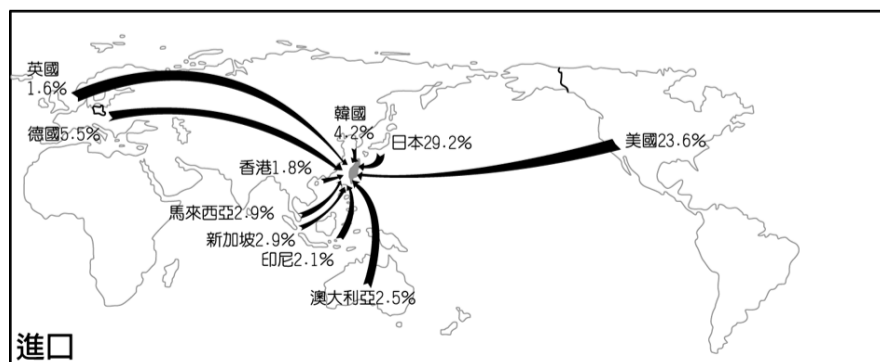 英國
1.6%
德國5.5%
韓國
4.2%
日本29.2%
美國23.6%
香港1.8%
馬來西亞2.9%
新加坡2.9%
印尼2.1%
澳大利亞2.5%
進口